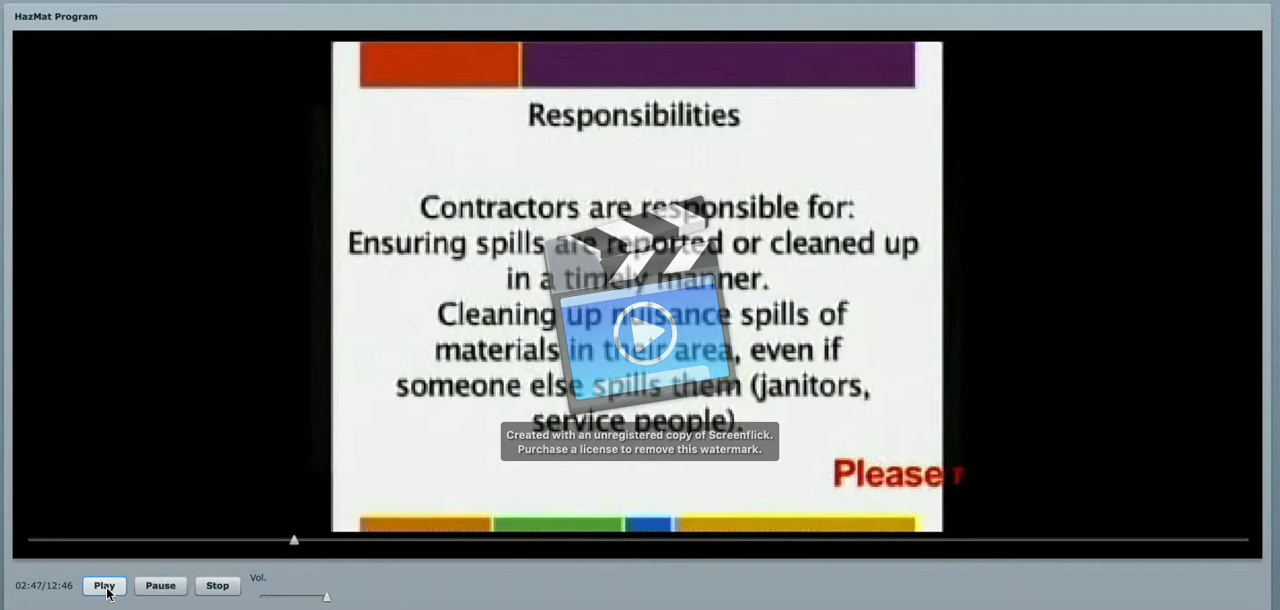 HazMat Program
Responsibilities
Contractors are responsible for:
Ensuring spills are reported or cleaned up
in a timely manner.
Cleaning up nuisance spills of
materials in their area, even if
someone else spills them (janitors,
service people).
Created with an unregistered copy of Screenflick.
Purchase a license to remove this watermark.
Please
02:47/12:46 Play Pause Stop Vol.